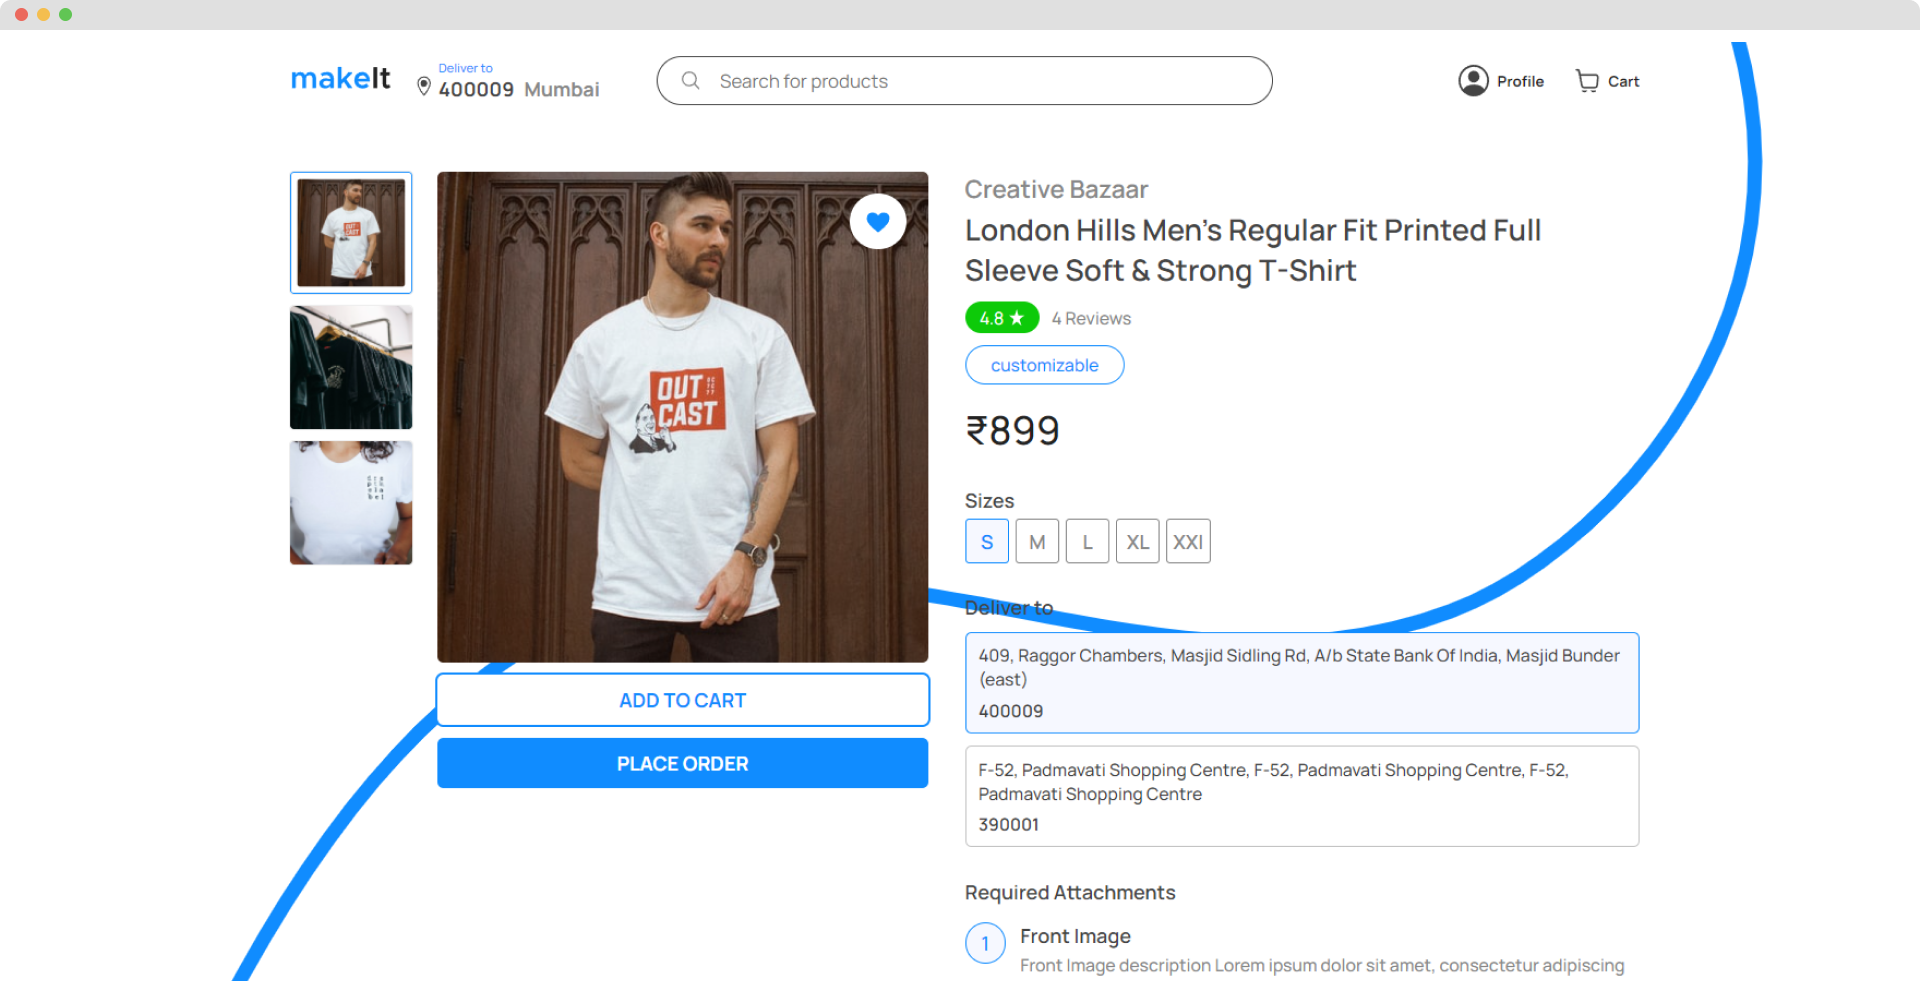 makeIt
Deliver to
400009 Mumbai
Search for products
Profile
Cart
OUT
CAST
Creative Bazaar
London Hills Men's Regular Fit Printed Full
Sleeve Soft & Strong T-Shirt
4.8 ★
4 Reviews
customizable
₹899
Sizes
S M L XL XXl
Deliver to
409, Raggor Chambers, Masjid Sidling Rd, A/b State Bank Of India, Masjid Bunder
(east)
400009
F-52, Padmavati Shopping Centre, F-52, Padmavati Shopping Centre, F-52,
Padmavati Shopping Centre
390001
ADD TO CART
PLACE ORDER
Required Attachments
1
Front Image
Front Image description Lorem ipsum dolor sit amet, consectetur adipiscing